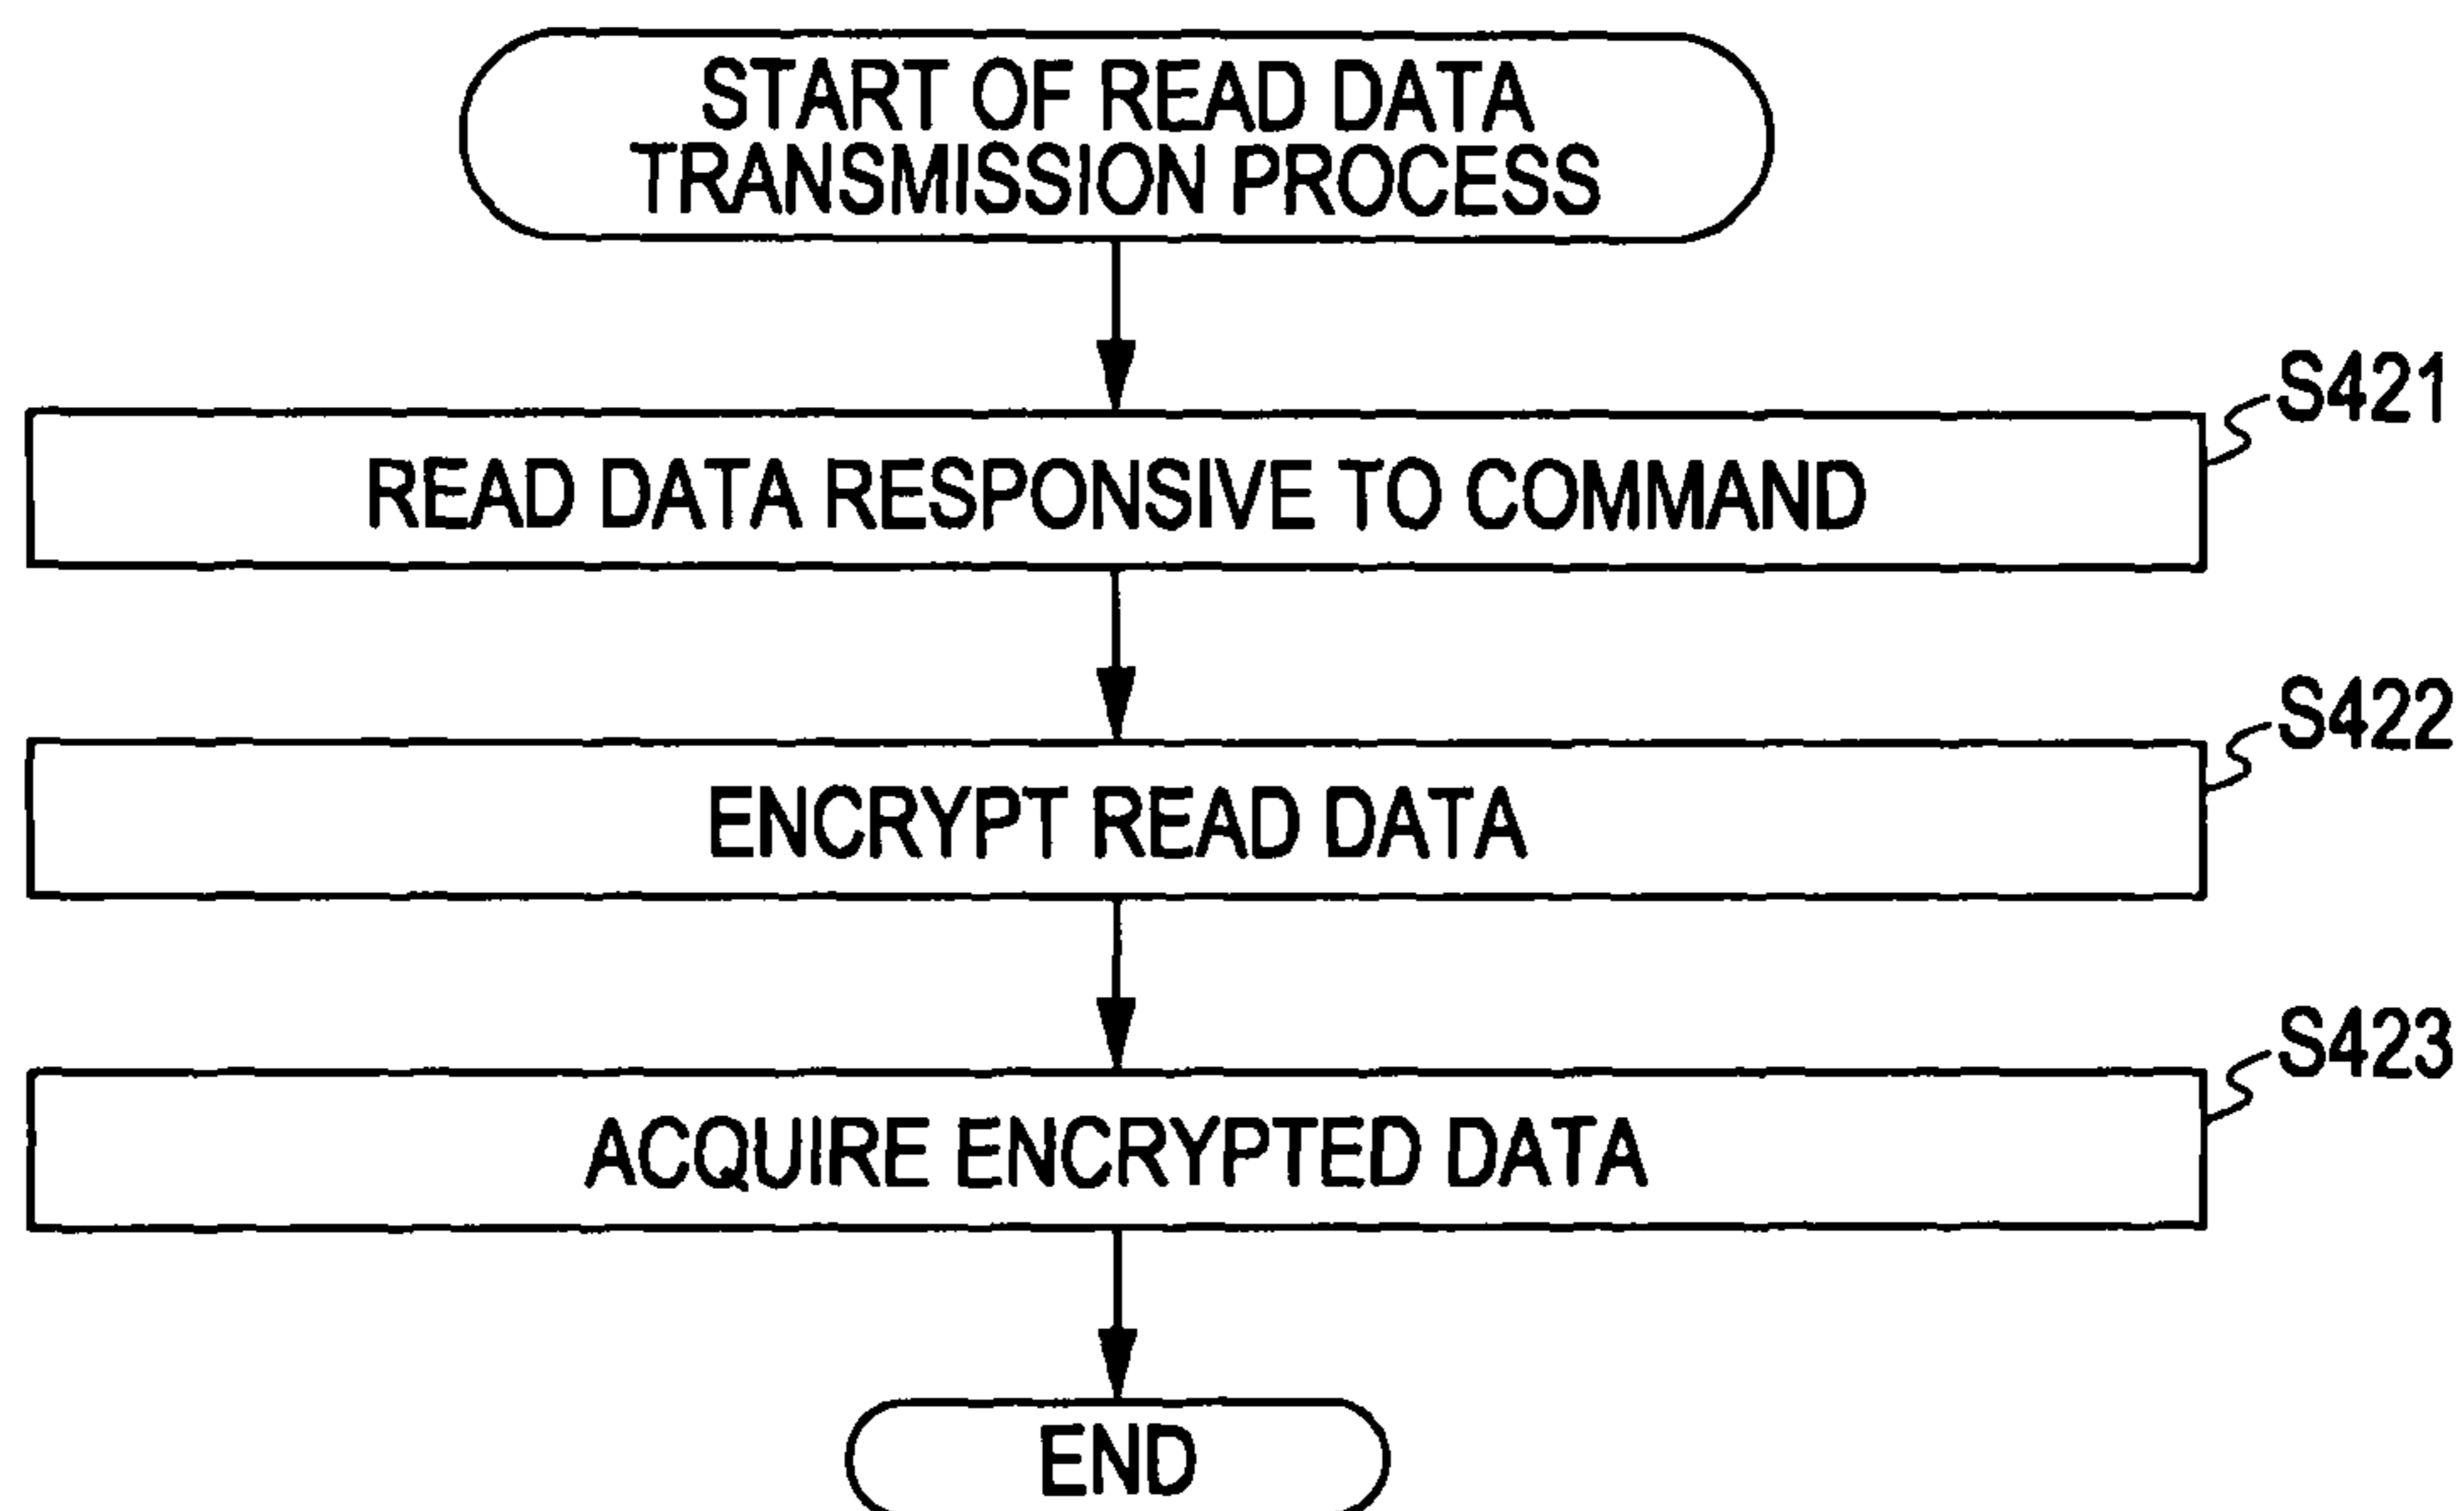 START OF READ DATA
TRANSMISSION PROCESS
S421
READ DATA RESPONSIVE TO COMMAND
S422
ENCRYPT READ DATA
S423
ACQUIRE ENCRYPTED DATA
END